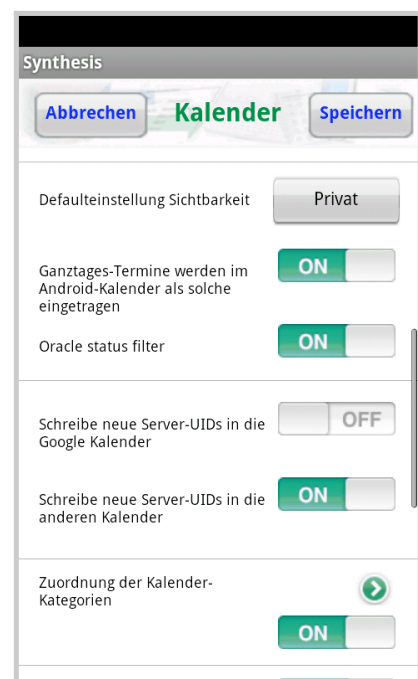 Synthesis
Abbrechen Kalender Speichern
Defaulteinstellung Sichtbarkeit Privat
Ganztages-Termine werden im ON
Android-Kalender als solche
eingetragen
Oracle status filter ON
Schreibe neue Server-UIDs in die OFF
Google Kalender
Schreibe neue Server-UIDs in die ON
anderen Kalender
Zuordnung der Kalender-
Kategorien
ON